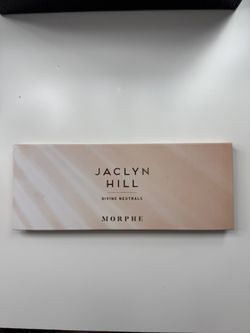 JACLYN
HILL
DIVINE NEUTRALS
MORPHE